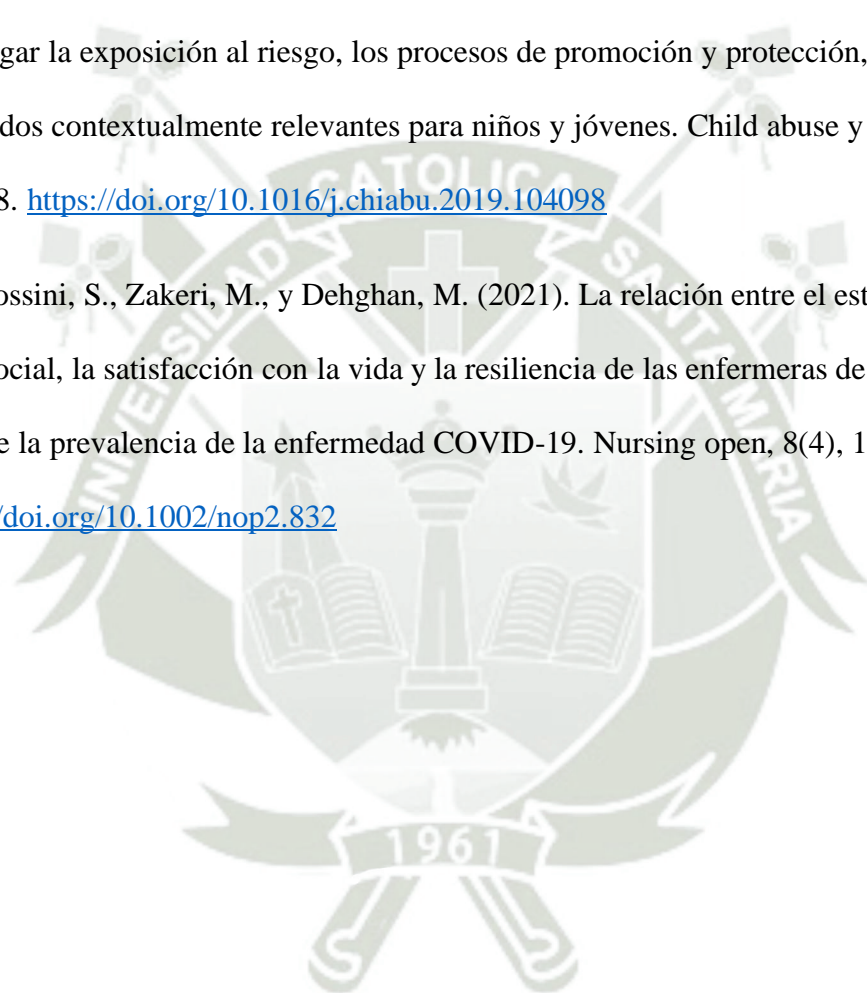 gar la exposición al riesgo, los procesos de promoción y protección,
dos contextualmente relevantes para niños y jóvenes. Child abuse y
8. https://doi.org/10.1016/j.chiabu.2019.104098
ossini, S., Zakeri, M., y Dehghan, M. (2021). La relación entre el est
ocial, la satisfacción con la vida y la resiliencia de las enfermeras de
e la prevalencia de la enfermedad COVID-19. Nursing open, 8(4), 1
/doi.org/10.1002/nop2.832
UNIVERSIDAD CATOLICA SANTA MARIA
1961